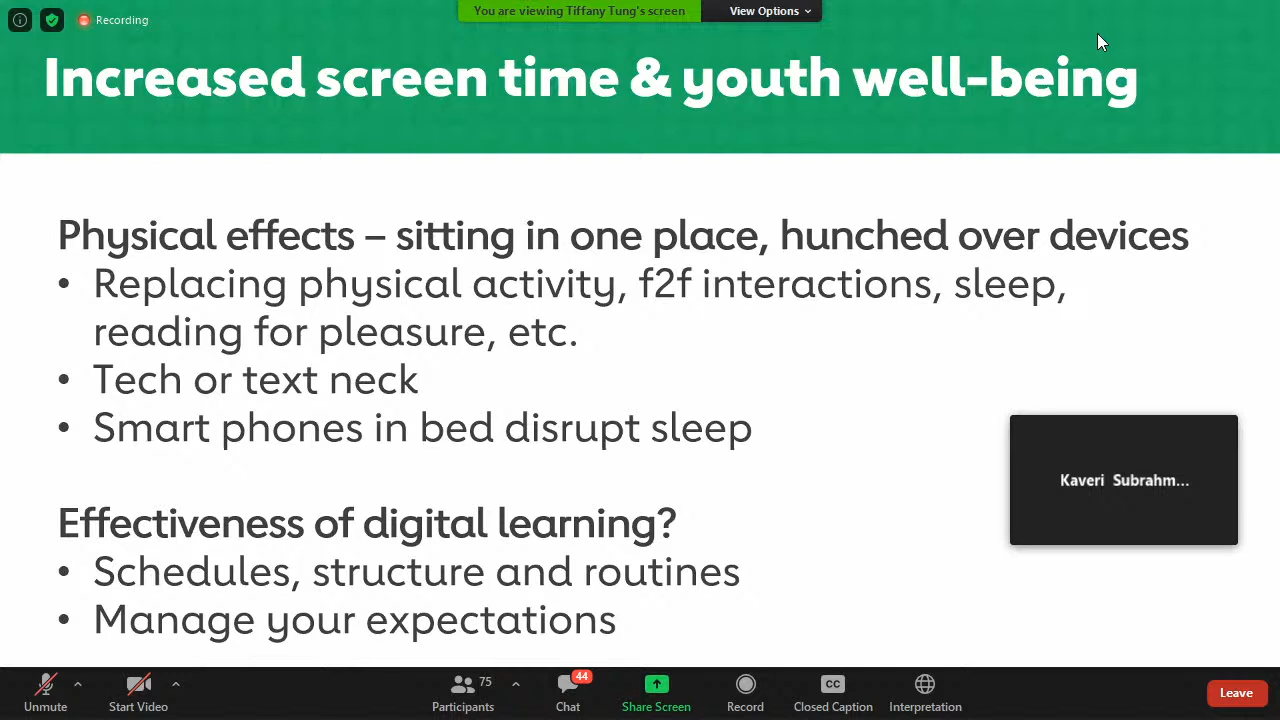 You are viewing Tiffany Tung's screen View Options
Recording
Increased screen time & youth well-being
Physical effects – sitting in one place, hunched over devices
• Replacing physical activity, f2f interactions, sleep,
reading for pleasure, etc.
• Tech or text neck
• Smart phones in bed disrupt sleep
Kaveri Subrahm...
Effectiveness of digital learning?
• Schedules, structure and routines
• Manage your expectations
Unmute Start Video Participants 75 Chat 44 Share Screen Record CC Closed Caption Interpretation Leave